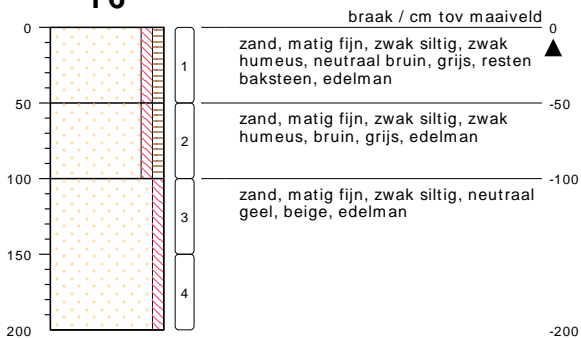 braak / cm tov maaiveld
0
0
zand, matig fijn, zwak siltig, zwak
humeus, neutraal bruin, grijs, resten
baksteen, edelman
1
50
-50
zand, matig fijn, zwak siltig, zwak
humeus, bruin, grijs, edelman
2
100
-100
zand, matig fijn, zwak siltig, neutraal
geel, beige, edelman
3
150
4
200
-200